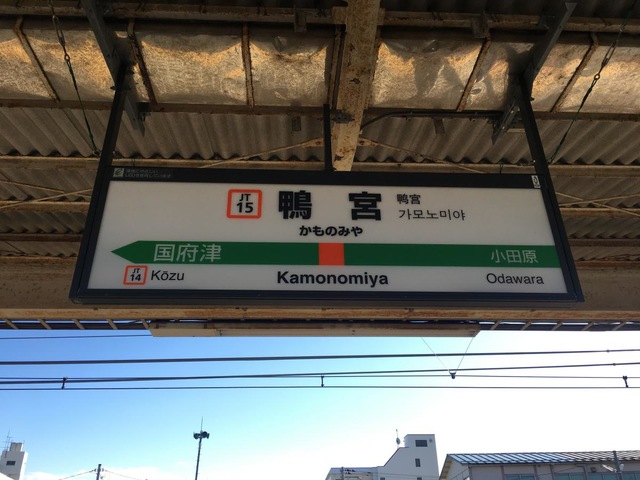 JT
15
鴨宮
かものみや
鴨宮
가모노미야
国府津
小田原
JT
14
Kōzu
Kamonomiya
Odawara